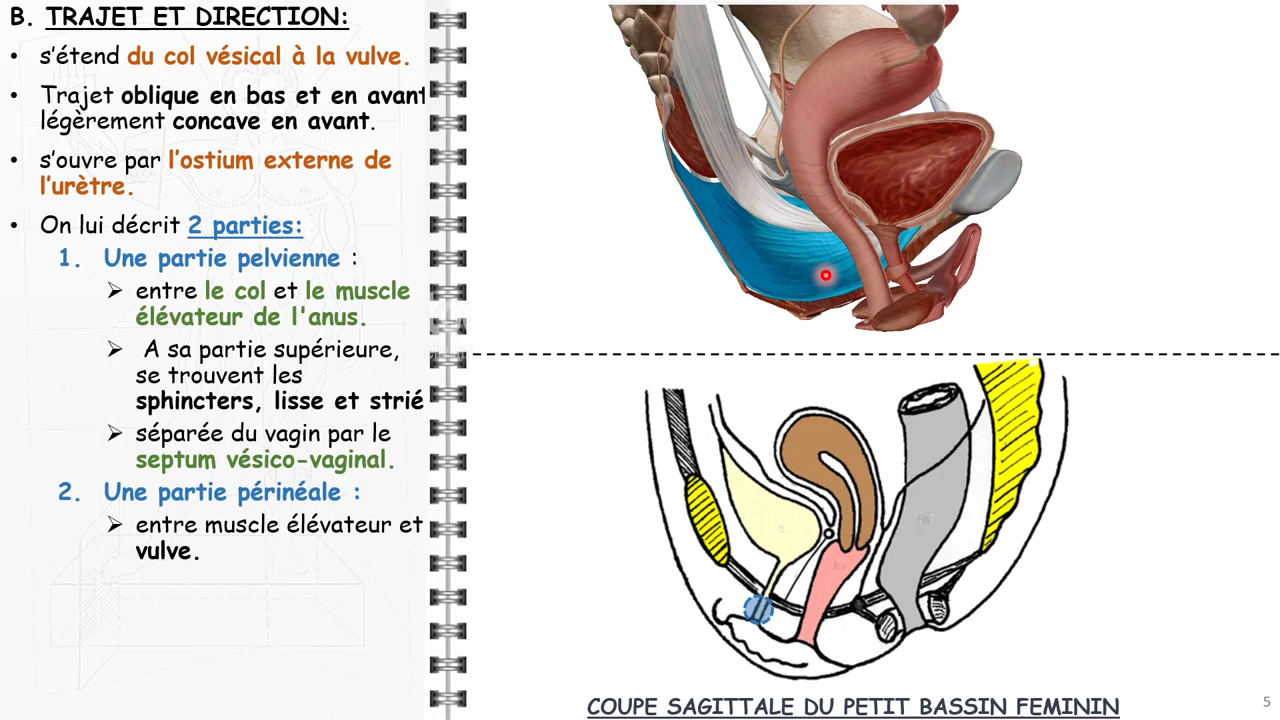 B. TRAJET ET DIRECTION:
• s'étend du col vésical à la vulve.
• Trajet oblique en bas et en avant
légèrement concave en avant.
• s'ouvre par l'ostium externe de
l'urètre.
• On lui décrit 2 parties:
1. Une partie pelvienne :
➢ entre le col et le muscle
élévateur de l'anus.
➢ A sa partie supérieure,
se trouvent les
sphincters, lisse et strié
➢ séparée du vagin par le
septum vésico-vaginal.
2. Une partie périnéale :
➢ entre muscle élévateur et
vulve.
COUPE SAGITTALE DU PETIT BASSIN FEMININ
5